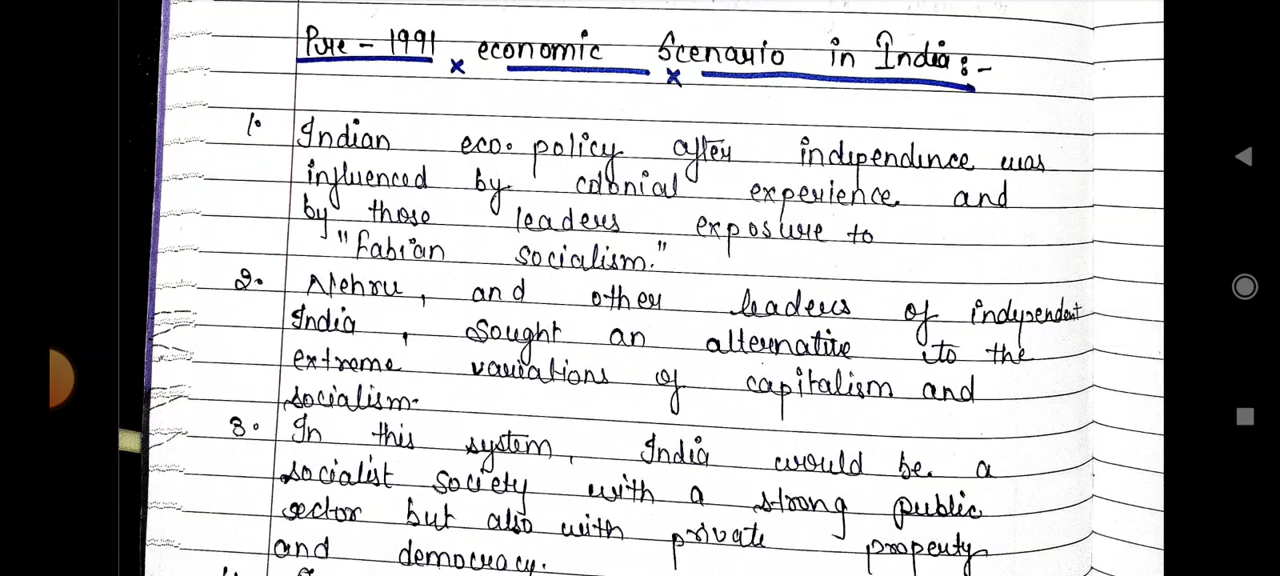 Pre - 1991 economic Scenario in India:-
1. Indian eco. policy after independence was
influenced by colonial experience and
by those leaders exposure to
"fabian socialism."
2. Nehru, and other leaders of independent
India, sought an alternative to the
extreme variations of capitalism and
socialism.
3. In this system, India would be a
socialist society with a strong public
sector but also with private property
and democracy.